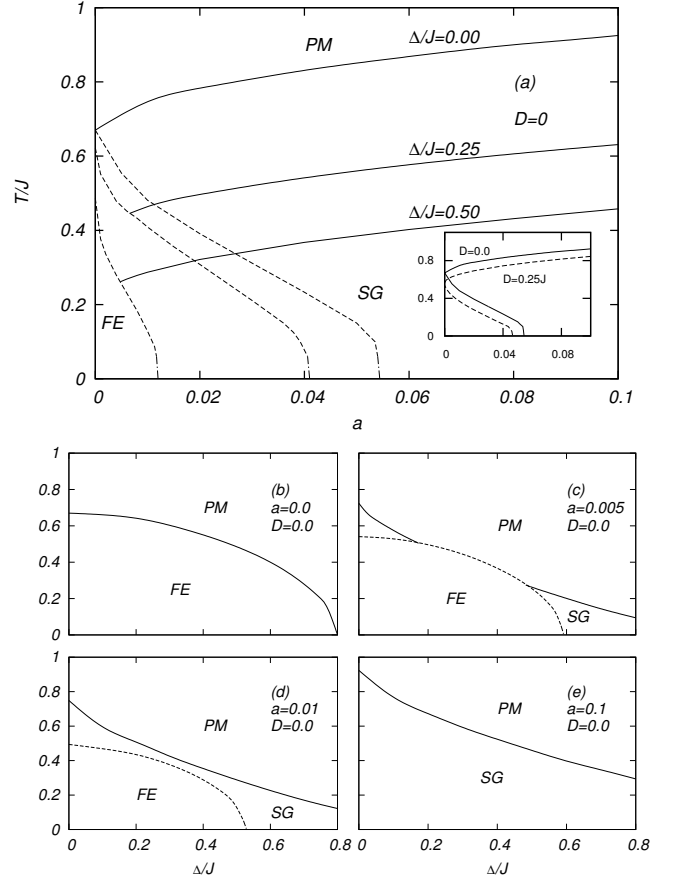 1
0.8
0.6
0.4
0.2
0
T/J
0
0.02
0.04
0.06
0.08
0.1
a
PM
Δ/J=0.00
(a)
D=0
Δ/J=0.25
Δ/J=0.50
SG
FE
0.8
0.4
0
0
0.04
0.08
D=0.0
D=0.25J
1
0.8
0.6
0.4
0.2
0
PM
(b)
a=0.0
D=0.0
FE
PM
(c)
a=0.005
D=0.0
FE
SG
1
0.8
0.6
0.4
0.2
0
0
0.2
0.4
0.6
0.8
Δ/J
PM
(d)
a=0.01
D=0.0
FE
SG
0
0.2
0.4
0.6
0.8
Δ/J
PM
(e)
a=0.1
D=0.0
SG